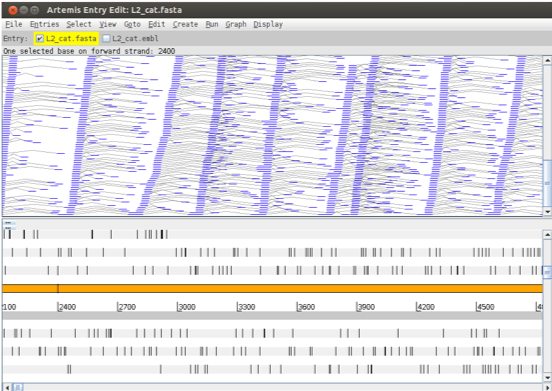 Artemis Entry Edit: L2_cat.fasta
File Entries Select View Goto Edit Create Run Graph Display
Entry: L2_cat.fasta L2_cat.embl
One selected base on forward strand: 2400
2100 2400 2700 3000 3300 3600 3900 4200 4500